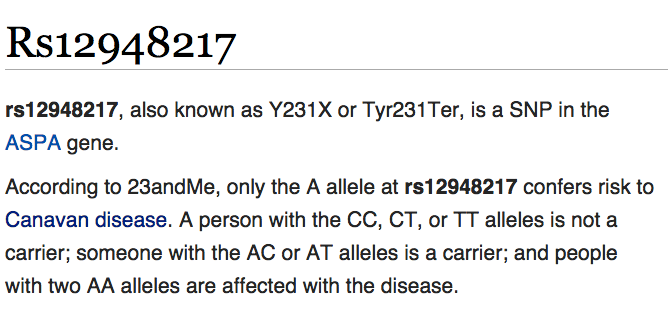 Rs12948217
rs12948217, also known as Y231X or Tyr231Ter, is a SNP in the
ASPA gene.
According to 23andMe, only the A allele at rs12948217 confers risk to
Canavan disease. A person with the CC, CT, or TT alleles is not a
carrier; someone with the AC or AT alleles is a carrier; and people
with two AA alleles are affected with the disease.